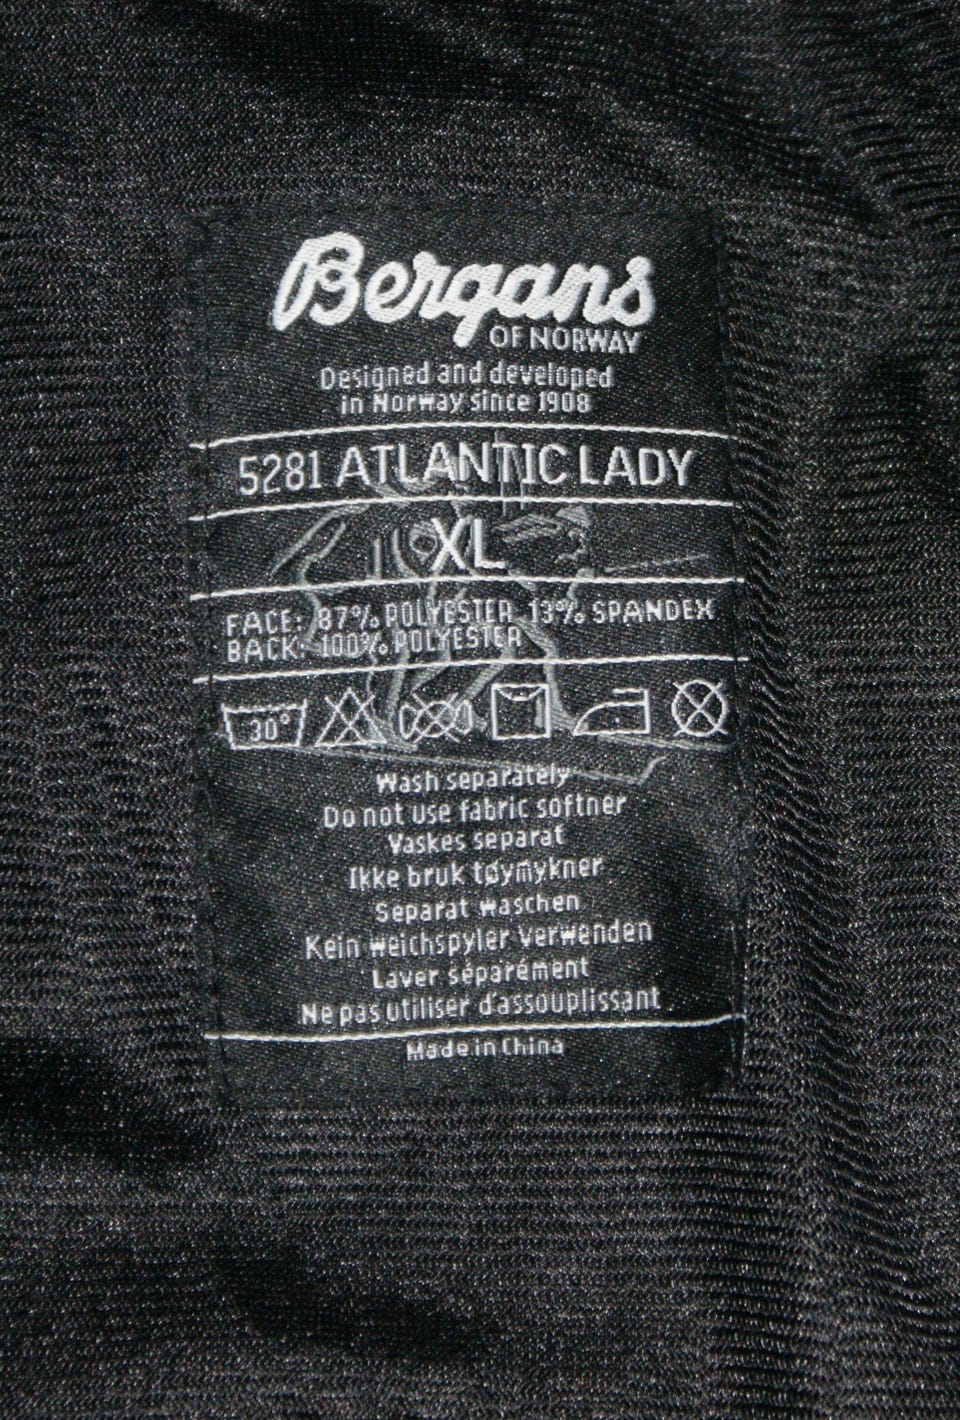 Bergans
OF NORWAY
Designed and developed
in Norway since 1908
5281 ATLANTIC LADY
XL
FACE: 87% POLYESTER 13% SPANDEX
BACK: 100% POLYESTER
30°
Wash separately
Do not use fabric softner
Vaskes separat
Ikke bruk tøymykner
Separat waschen
Kein weichspyler verwenden
Laver séparément
Ne pas utiliser d'assouplissant
Made in China